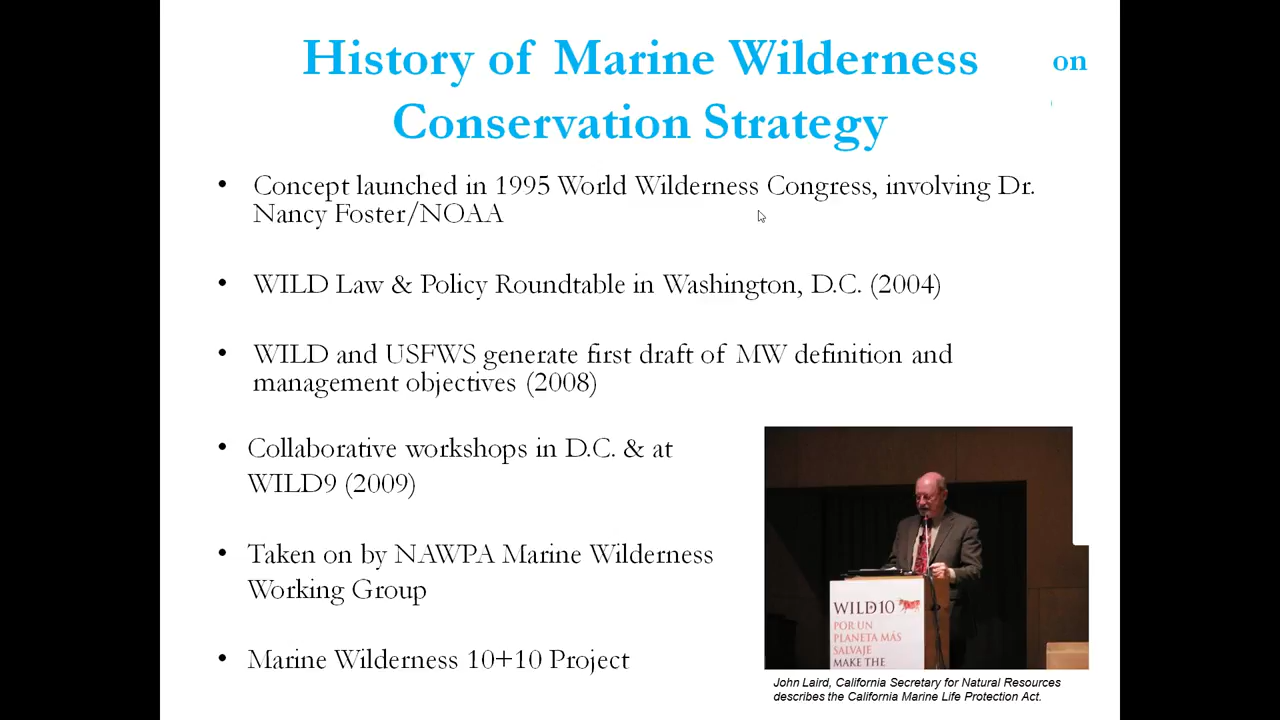 History of Marine Wilderness
on
Conservation Strategy
• Concept launched in 1995 World Wilderness Congress, involving Dr.
Nancy Foster/NOAA
• WILD Law & Policy Roundtable in Washington, D.C. (2004)
• WILD and USFWS generate first draft of MW definition and
management objectives (2008)
• Collaborative workshops in D.C. & at
WILD9 (2009)
• Taken on by NAWPA Marine Wilderness
Working Group
• Marine Wilderness 10+10 Project
WILD10
POR UN
PLANETA MÁS
SALVAJE
MAKE THE
John Laird, California Secretary for Natural Resources
describes the California Marine Life Protection Act.